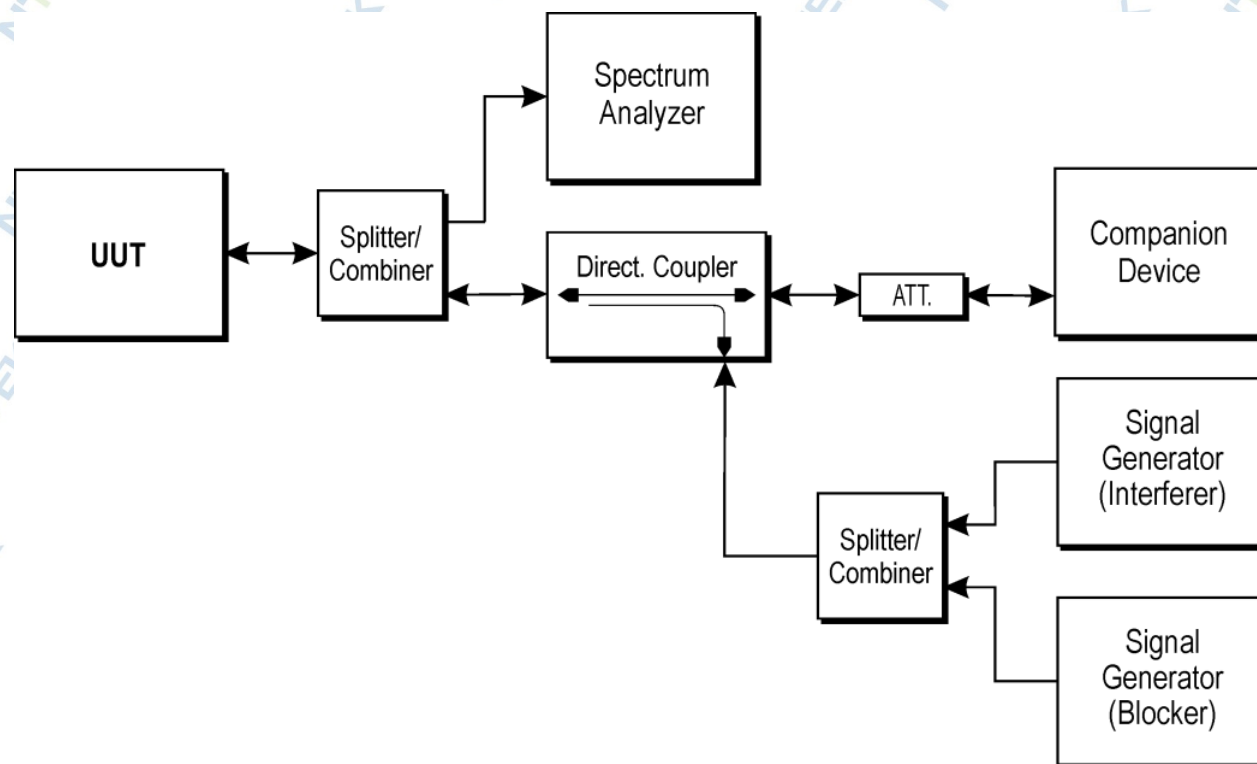 Spectrum
Analyzer
UUT
Splitter/
Combiner
Direct. Coupler
ATT.
Companion
Device
Signal
Generator
(Interferer)
Splitter/
Combiner
Signal
Generator
(Blocker)